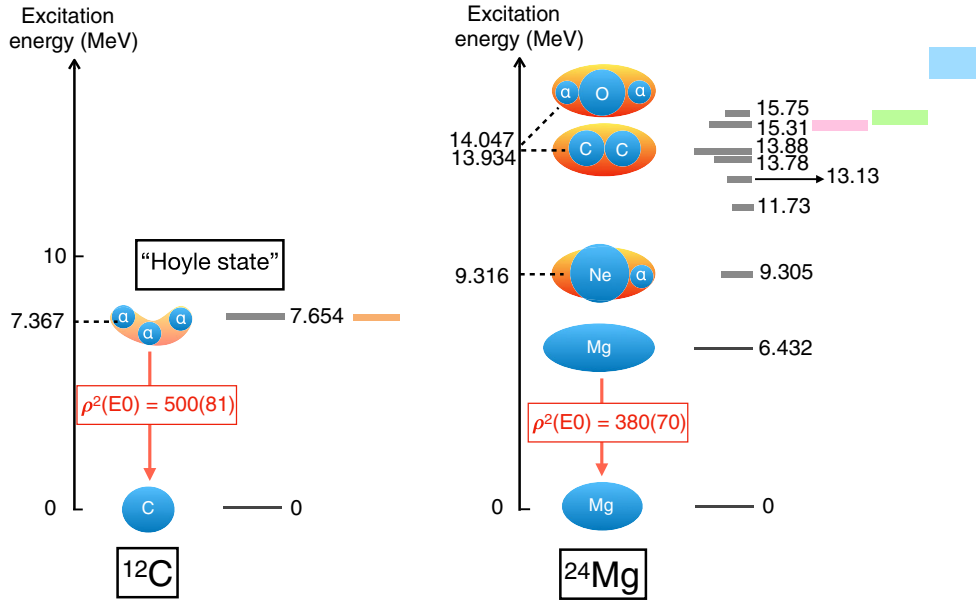 Excitation
energy (MeV)
10
"Hoyle state"
7.367
α
α
α
7.654
ρ²(E0) = 500(81)
0
C
0
¹²C
Excitation
energy (MeV)
α
O
α
14.047
13.934
C
C
15.75
15.31
13.88
13.78
13.13
11.73
9.316
Ne
α
9.305
Mg
6.432
ρ²(E0) = 380(70)
0
Mg
0
²⁴Mg